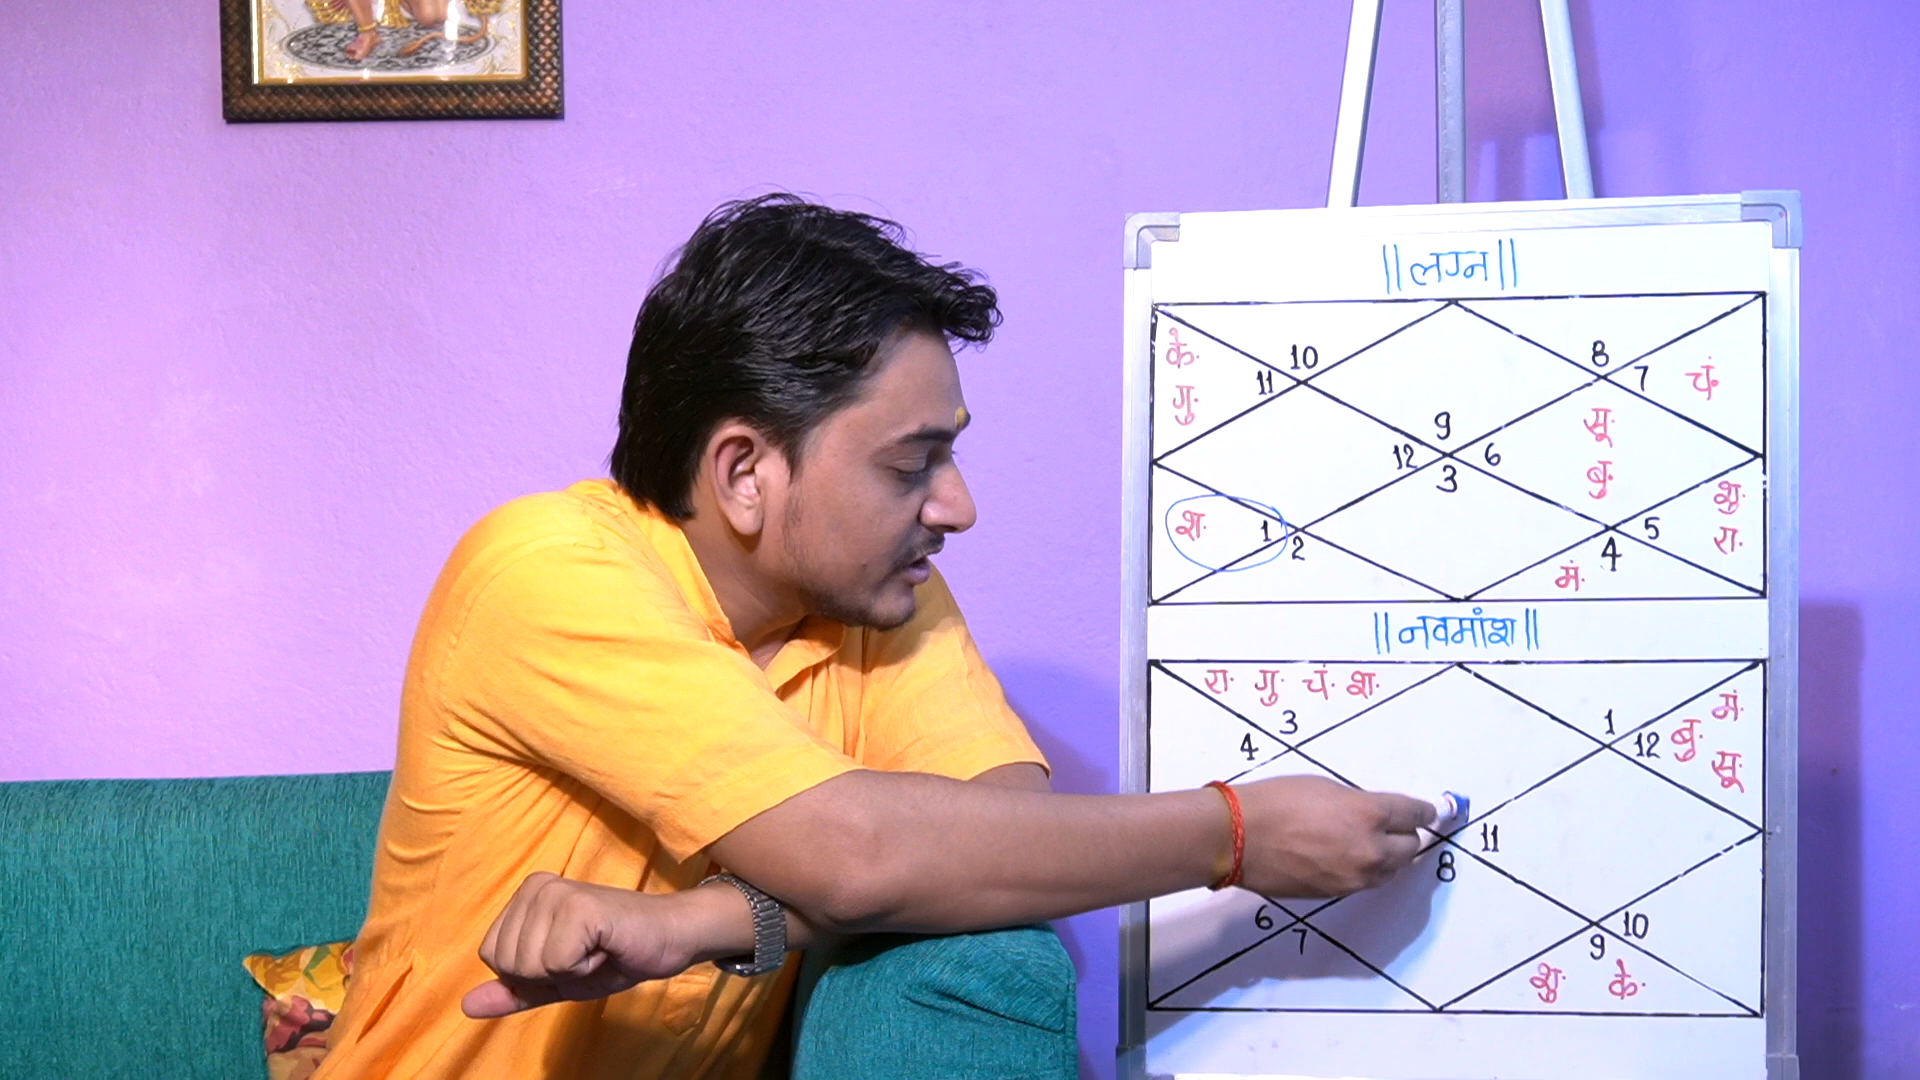 ||लग्न||
के· 10 8
11 7 चं·
गु· सू·
9
12 6
3 बु· शु·
श· 1 5 रा·
2 4
मं·
||नवमांश||
रा· गु· चं· श· मं·
3 1 बु·
4 12 सू·
11
8
6 10
7 9
शु· के·